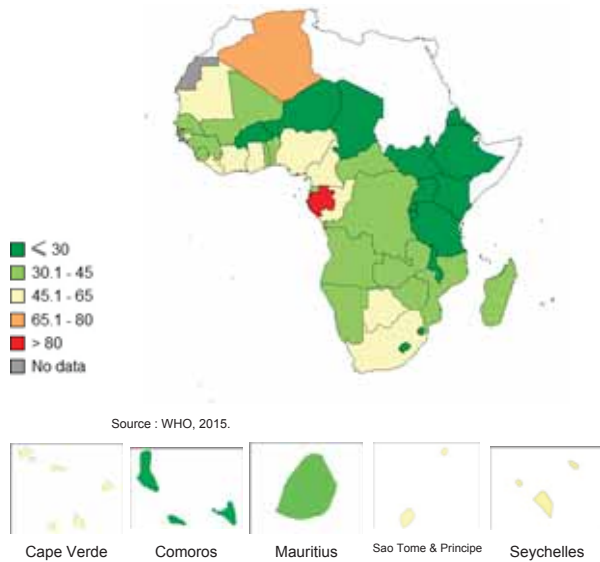 ≤ 30
30.1 - 45
45.1 - 65
65.1 - 80
> 80
No data
Source : WHO, 2015.
Cape Verde
Comoros
Mauritius
Sao Tome & Principe
Seychelles